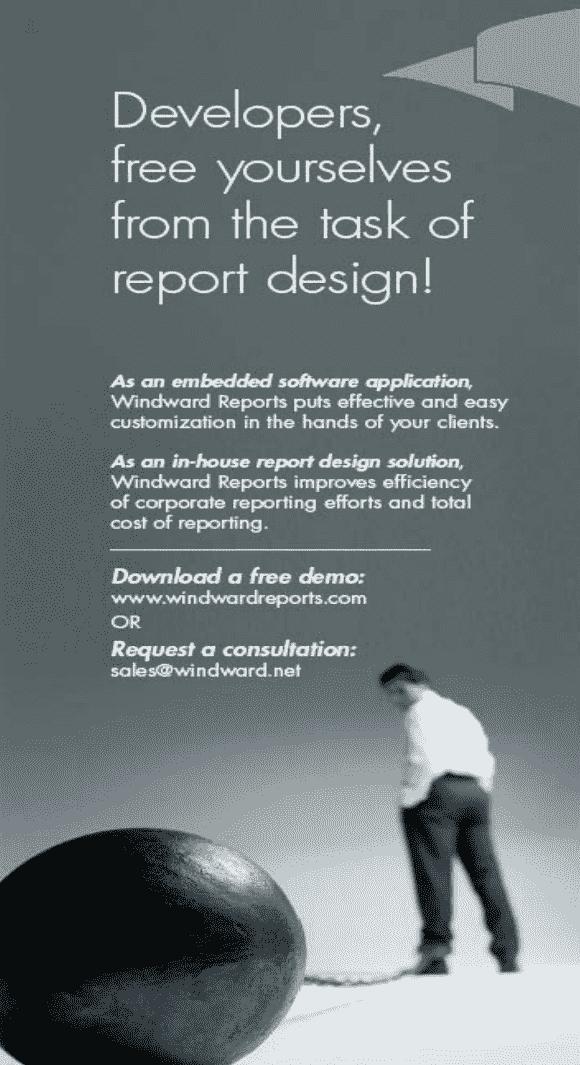 Developers,
free yourselves
from the task of
report design!
As an embedded software application,
Windward Reports puts effective and easy
customization in the hands of your clients.
As an in-house report design solution,
Windward Reports improves efficiency
of corporate reporting efforts and total
cost of reporting.
Download a free demo:
www.windwardreports.com
OR
Request a consultation:
sales@windward.net